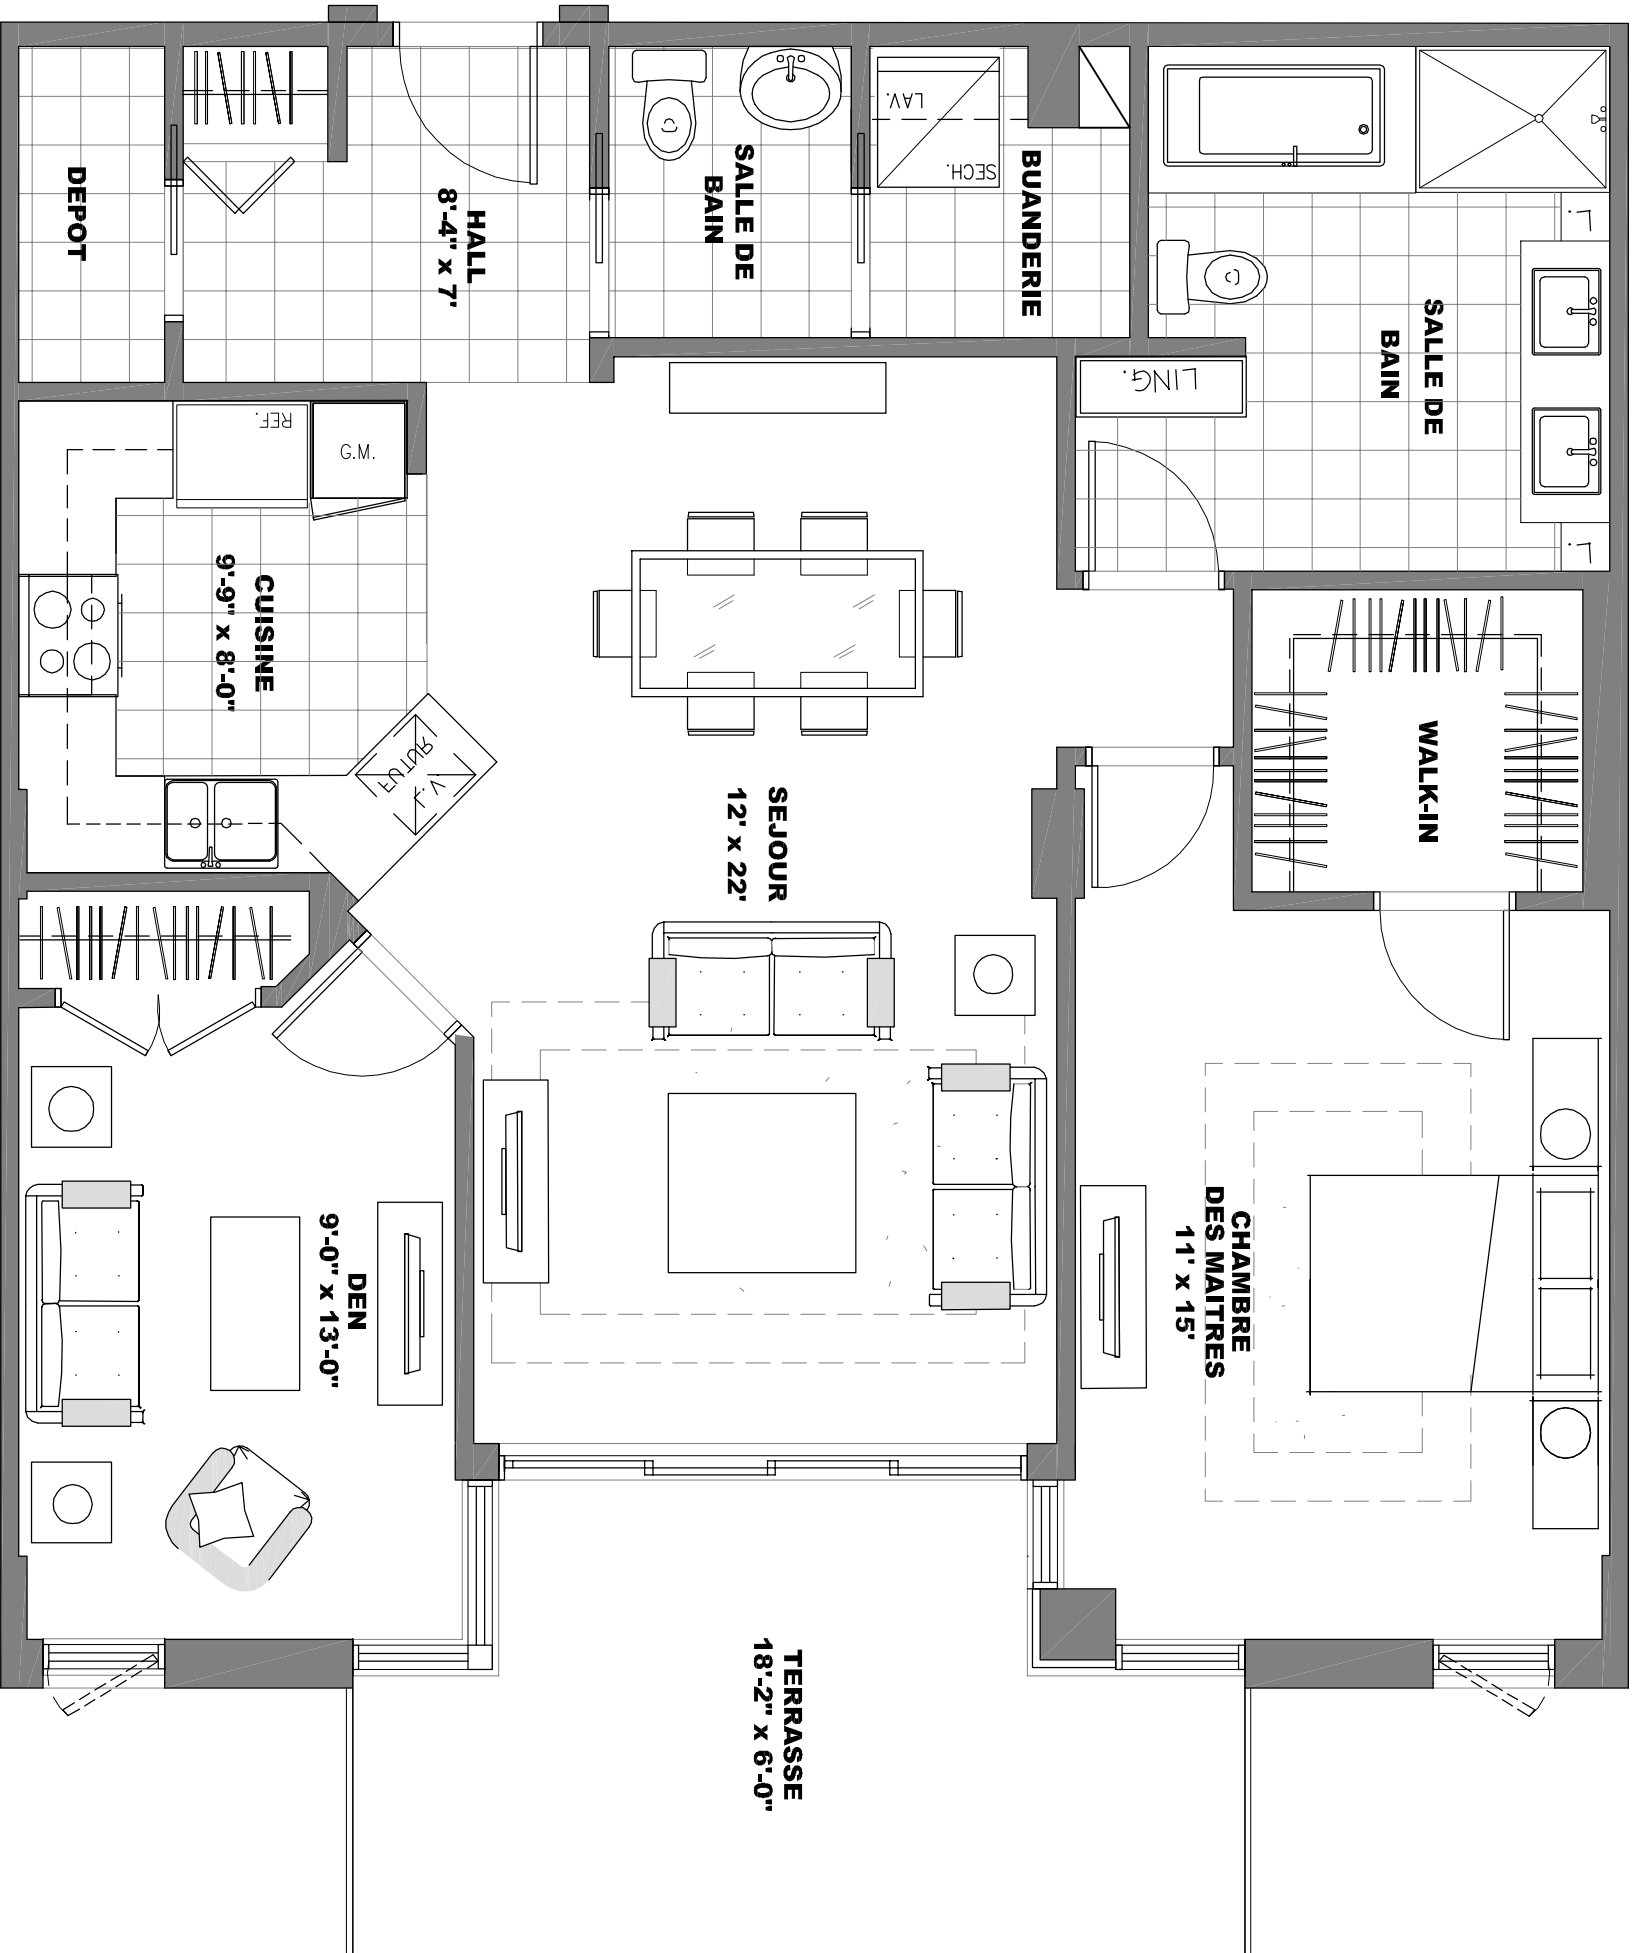 DEPOT
HALL
8'-4" x 7'
SALLE DE
BAIN
LAV.
SECH.
BUANDERIE
L.
SALLE DE
BAIN
L.
LING.
REF.
G.M.
CUISINE
9'-9" x 8'-0"
FUTUR
L.V.
SEJOUR
12' x 22'
WALK-IN
DEN
9'-0" x 13'-0"
CHAMBRE
DES MAITRES
11' x 15'
TERRASSE
18'-2" x 6'-0"